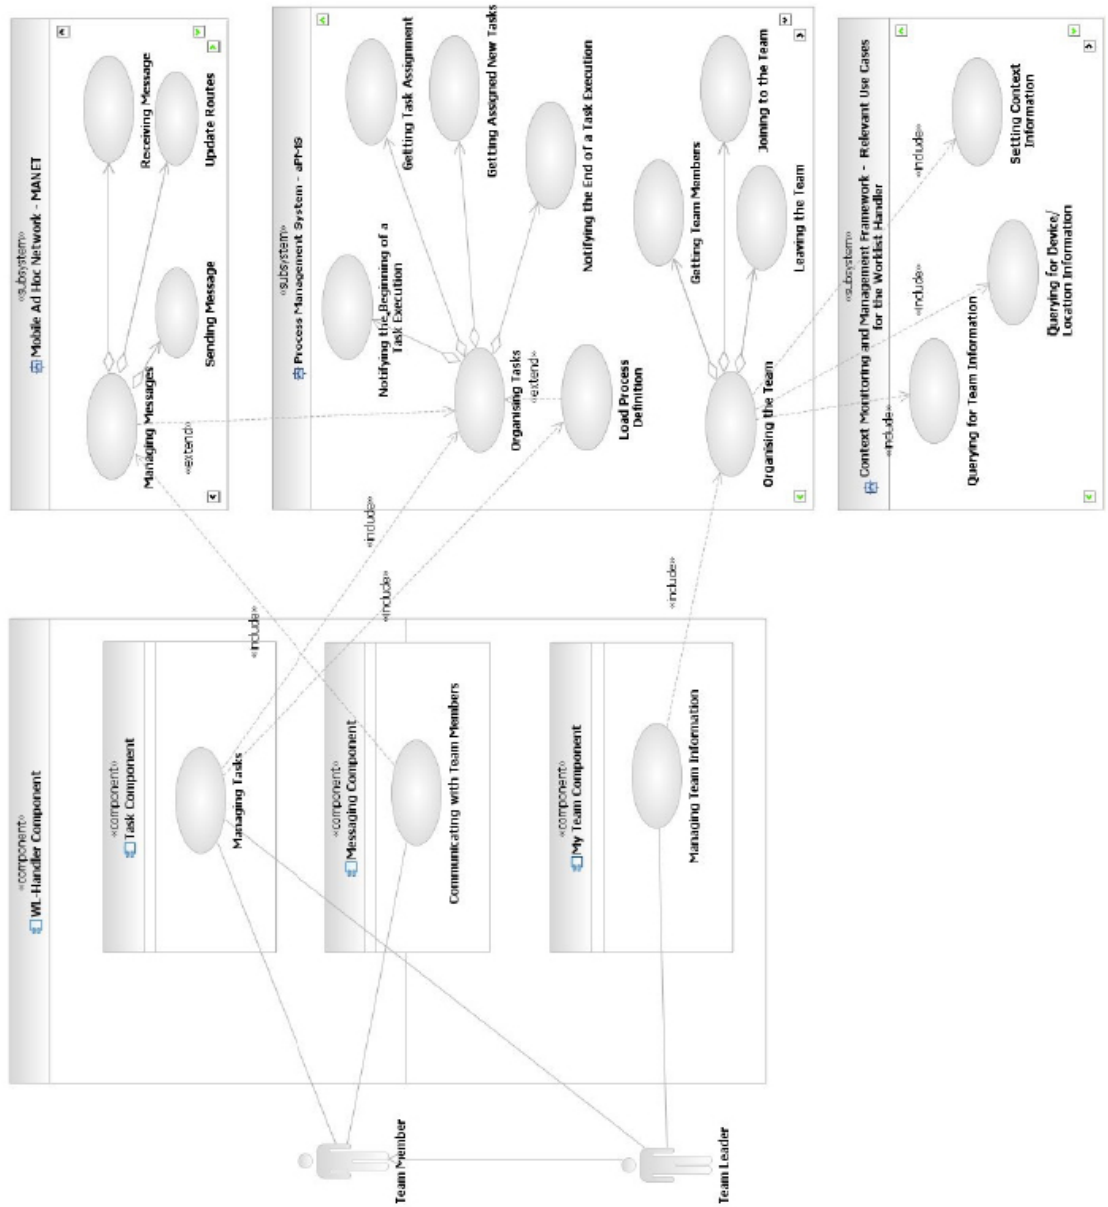 «component»
WL-Handler Component
«component»
Task Component
Managing Tasks
«component»
Messaging Component
Communicating with Team Members
«component»
My Team Component
Managing Team Information
Team Member
Team Leader
«include»
«include»
«include»
«include»
«subsystem»
Mobile Ad Hoc Network - MANET
Managing Messages
Sending Message
Receiving Message
Update Routes
«extend»
«subsystem»
Process Management System - aPMS
Notifying the Beginning of a
Task Execution
Getting Task Assignment
Getting Assigned New Tasks
Notifying the End of a Task Execution
Organising Tasks
«extend»
Load Process
Definition
Getting Team Members
Joining to the Team
Leaving the Team
Organising the Team
«subsystem»
Context Monitoring and Management Framework - Relevant Use Cases
for the Worklist Handler
«include»
«include»
«include»
Querying for Team Information
Setting Context
Information
Querying for Device/
Location Information